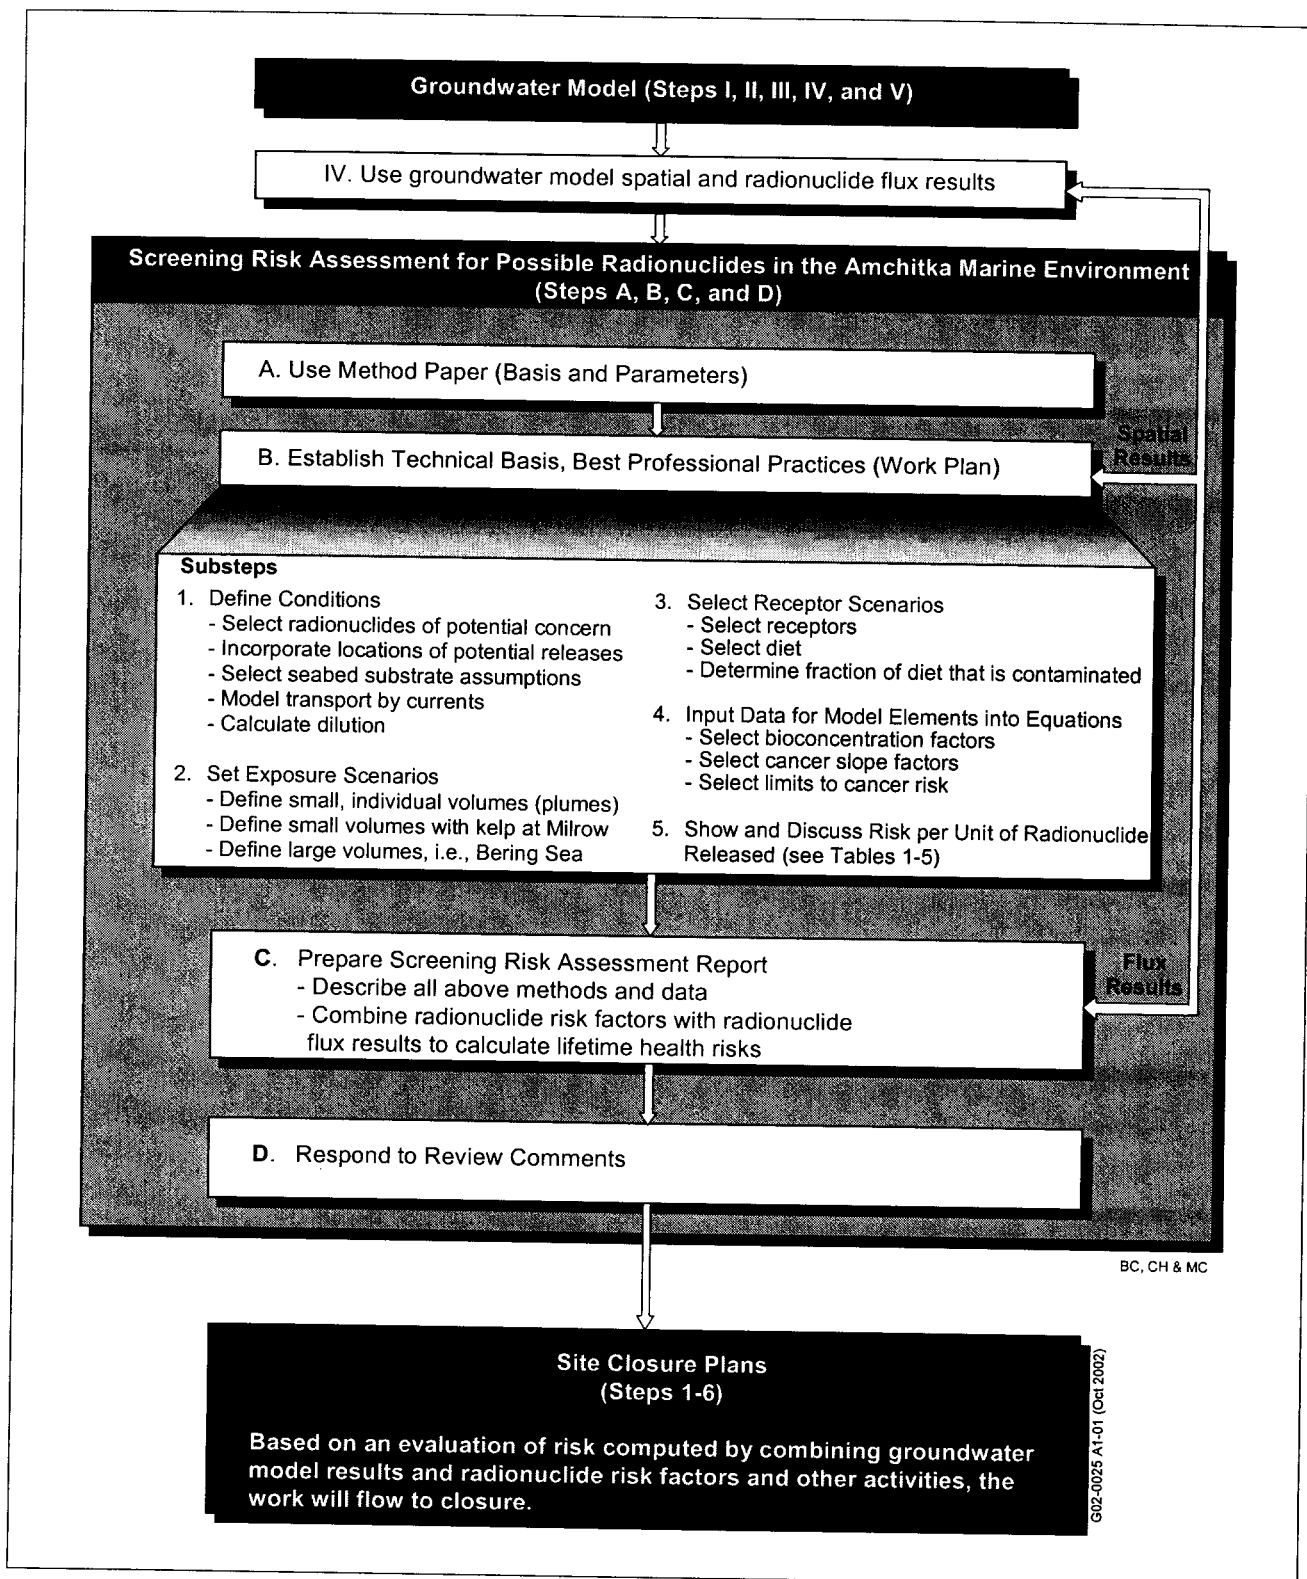 Groundwater Model (Steps I, II, III, IV, and V)
IV. Use groundwater model spatial and radionuclide flux results
Screening Risk Assessment for Possible Radionuclides in the Amchitka Marine Environment
(Steps A, B, C, and D)
A. Use Method Paper (Basis and Parameters)
Spatial
Results
B. Establish Technical Basis, Best Professional Practices (Work Plan)
Substeps
1. Define Conditions
- Select radionuclides of potential concern
- Incorporate locations of potential releases
- Select seabed substrate assumptions
- Model transport by currents
- Calculate dilution
2. Set Exposure Scenarios
- Define small, individual volumes (plumes)
- Define small volumes with kelp at Milrow
- Define large volumes, i.e., Bering Sea
3. Select Receptor Scenarios
- Select receptors
- Select diet
- Determine fraction of diet that is contaminated
4. Input Data for Model Elements into Equations
- Select bioconcentration factors
- Select cancer slope factors
- Select limits to cancer risk
5. Show and Discuss Risk per Unit of Radionuclide
Released (see Tables 1-5)
C. Prepare Screening Risk Assessment Report
- Describe all above methods and data
- Combine radionuclide risk factors with radionuclide
flux results to calculate lifetime health risks
Flux
Results
D. Respond to Review Comments
BC, CH & MC
Site Closure Plans
(Steps 1-6)
Based on an evaluation of risk computed by combining groundwater
model results and radionuclide risk factors and other activities, the
work will flow to closure.
G02-0025 A1-01 (Oct 2002)